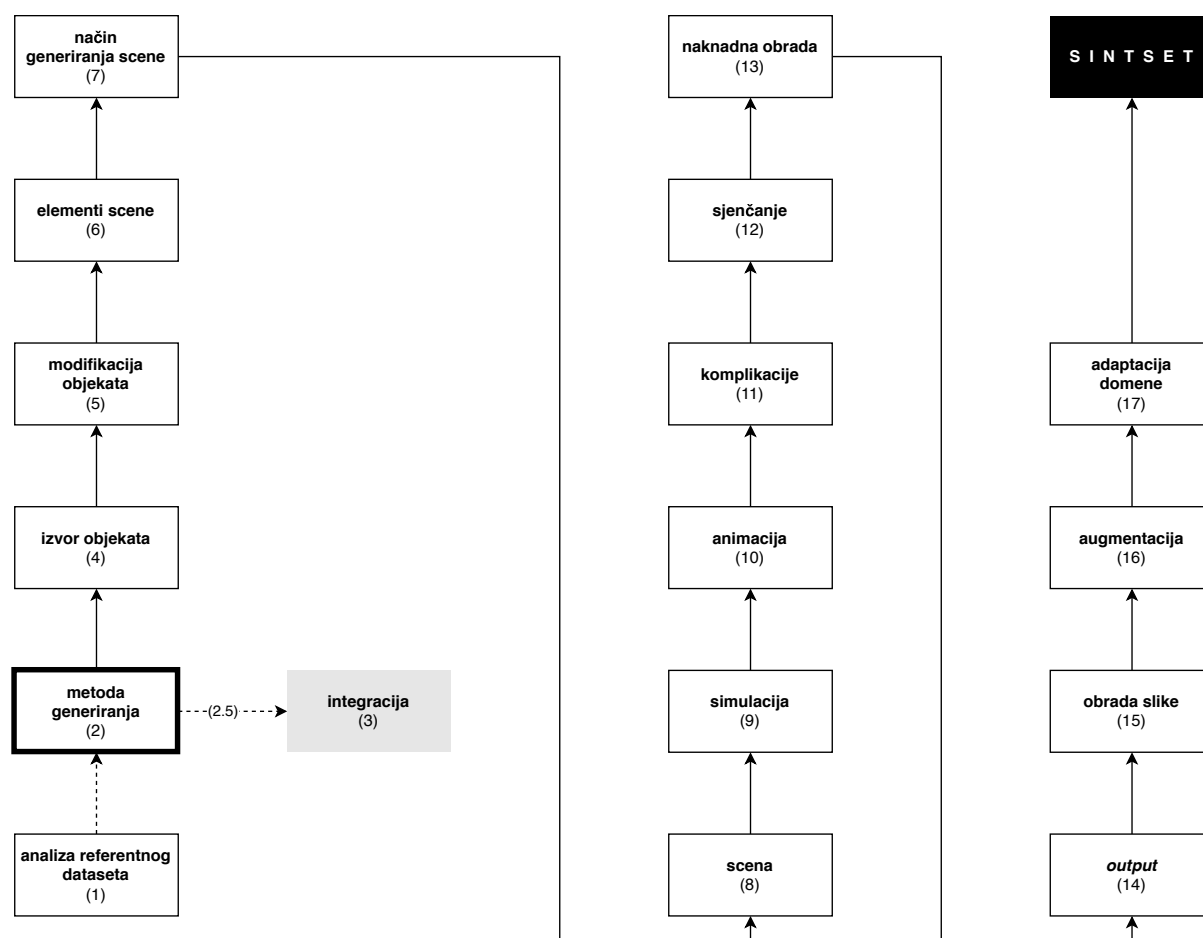 način
generiranja scene
(7)
elementi scene
(6)
modifikacija
objekata
(5)
izvor objekata
(4)
metoda
generiranja
(2)
(2.5)
integracija
(3)
analiza referentnog
dataseta
(1)
naknadna obrada
(13)
sjenčanje
(12)
komplikacije
(11)
animacija
(10)
simulacija
(9)
scena
(8)
S I N T S E T
adaptacija
domene
(17)
augmentacija
(16)
obrada slike
(15)
output
(14)